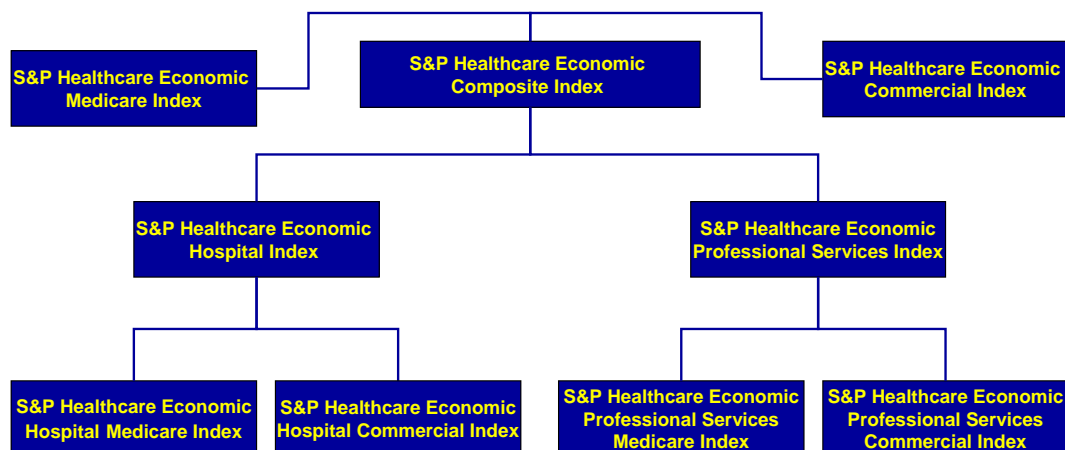 S&P Healthcare Economic
Medicare Index
S&P Healthcare Economic
Composite Index
S&P Healthcare Economic
Commercial Index
S&P Healthcare Economic
Hospital Index
S&P Healthcare Economic
Professional Services Index
S&P Healthcare Economic
Hospital Medicare Index
S&P Healthcare Economic
Hospital Commercial Index
S&P Healthcare Economic
Professional Services
Medicare Index
S&P Healthcare Economic
Professional Services
Commercial Index